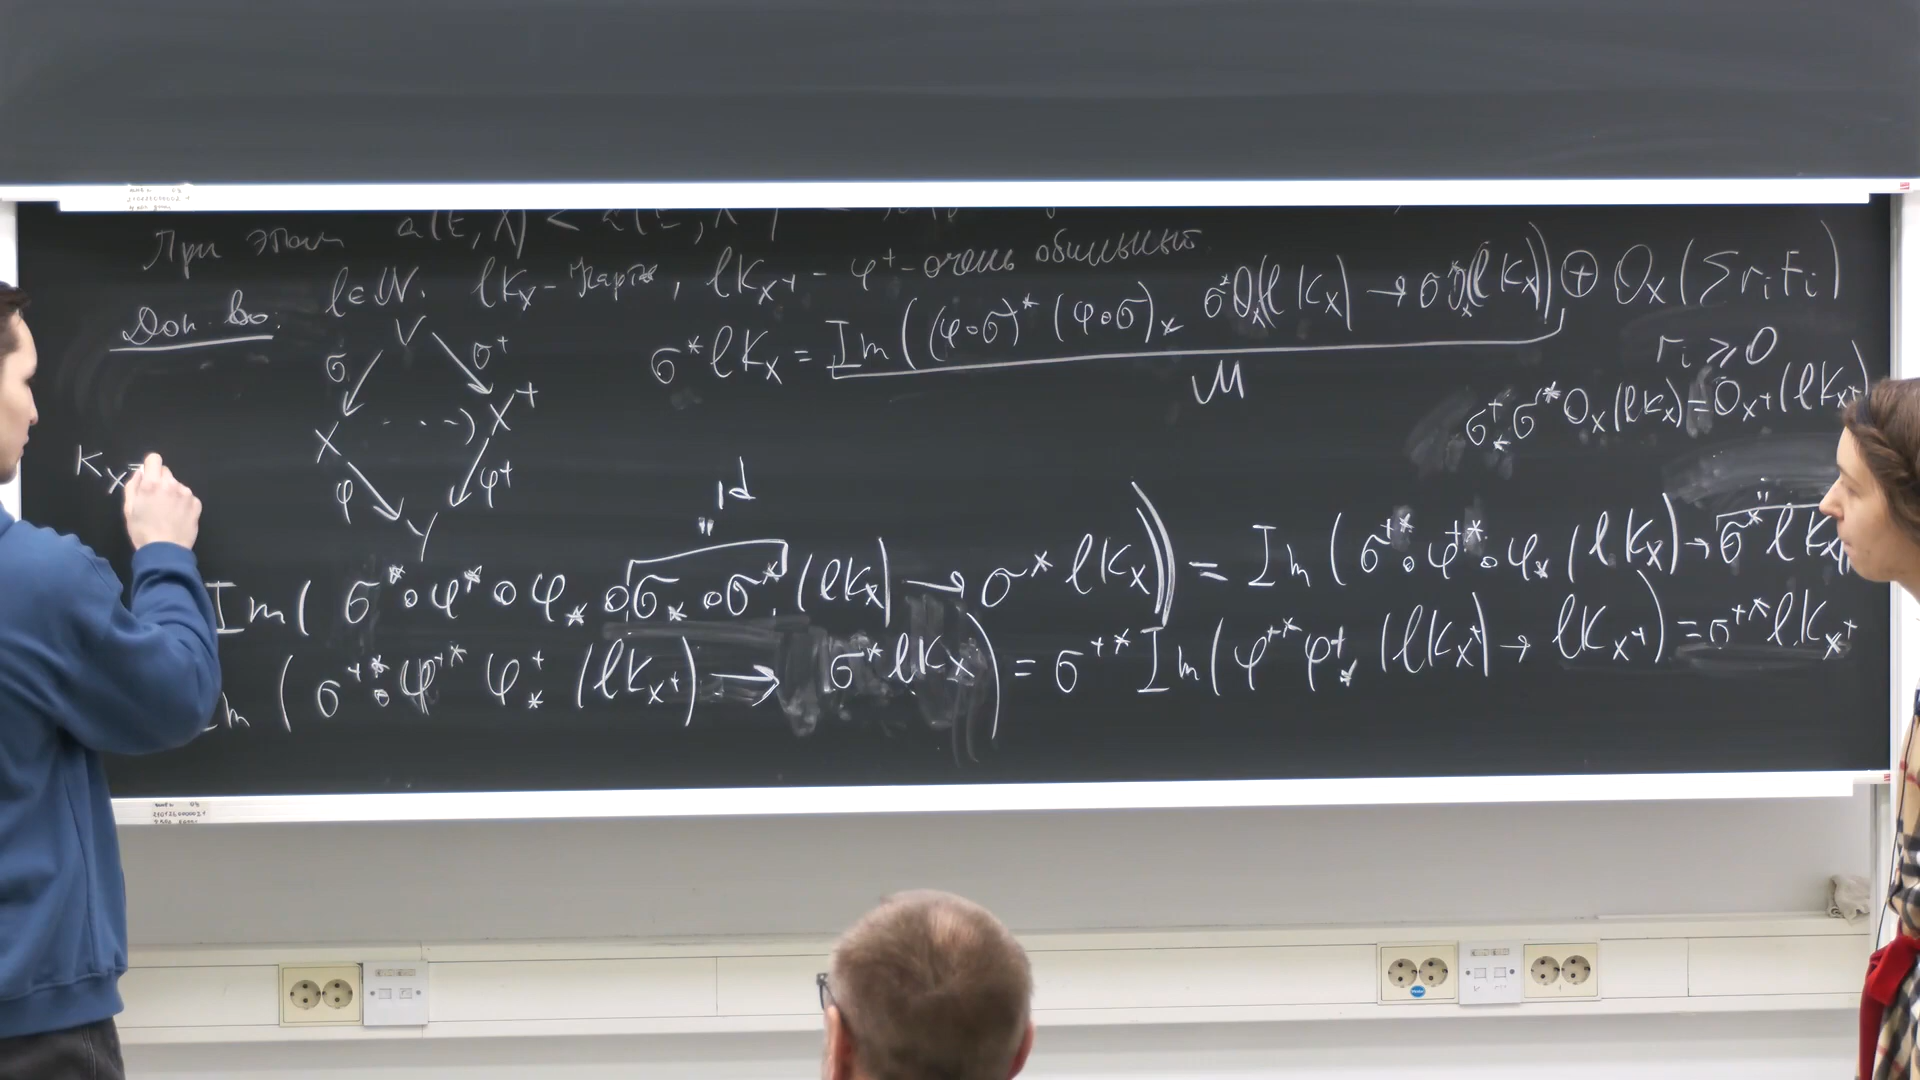 При этом a(E, X) < a(E, X⁺)
Док-во: l∈ℕ. lK_X - Картье, lK_{X⁺} - φ⁺-очень обильный.
σ*lK_X = Im((φ∘σ)*(φ∘σ)_* σ*O_X(lK_X) → σ*O_X(lK_X)) ⊕ O_X(∑r_iF_i)
M
r_i ⩾ 0
V
σ σ⁺
X ⋯→ X⁺
φ φ⁺
Y
σ⁺_*σ*O_X(lK_X) = O_{X⁺}(lK_{X⁺})
K_X =
id
"
Im(σ*∘φ*∘φ_*∘σ_*∘σ*(lK_X) → σ*lK_X)) = Im(σ⁺*∘φ⁺*∘φ_*(lK_X) → σ*lK_X
Im(σ⁺*∘φ⁺*φ⁺_*(lK_{X⁺}) → σ*lK_X) = σ⁺*Im(φ⁺*φ⁺_*(lK_{X⁺}) → lK_{X⁺}) = σ⁺*lK_{X⁺}